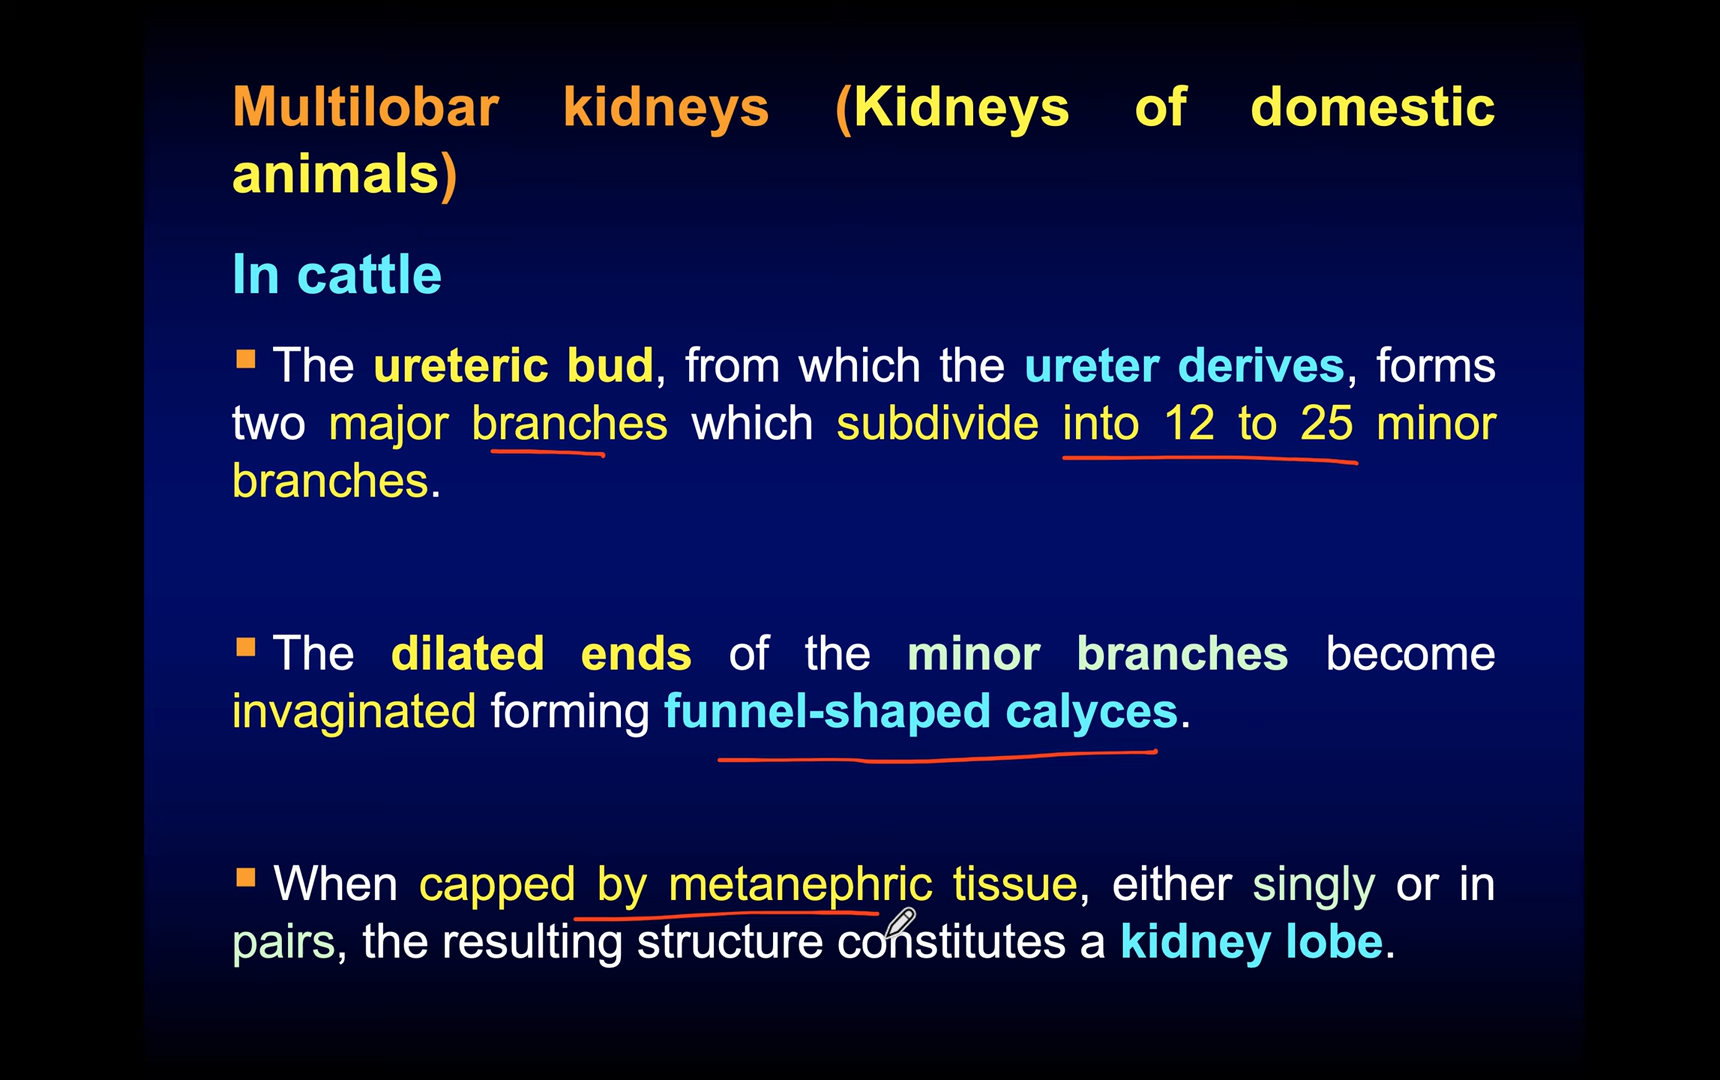 Multilobar kidneys (Kidneys of domestic
animals)
In cattle
▪ The ureteric bud, from which the ureter derives, forms
two major branches which subdivide into 12 to 25 minor
branches.
▪ The dilated ends of the minor branches become
invaginated forming funnel-shaped calyces.
▪ When capped by metanephric tissue, either singly or in
pairs, the resulting structure constitutes a kidney lobe.